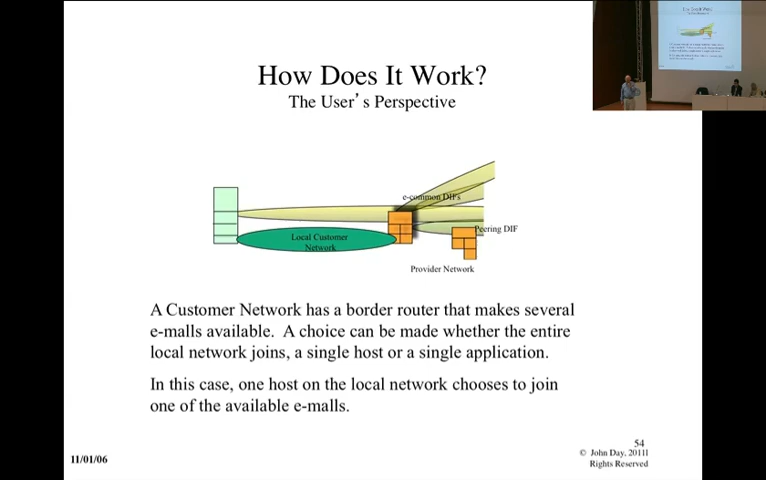 How Does It Work?
The User’s Perspective
e-common DIFs
Peering DIF
Local Customer
Network
Provider Network
A Customer Network has a border router that makes several
e-malls available. A choice can be made whether the entire
local network joins, a single host or a single application.
In this case, one host on the local network chooses to join
one of the available e-malls.
54
© John Day, 2011
Rights Reserved
11/01/06